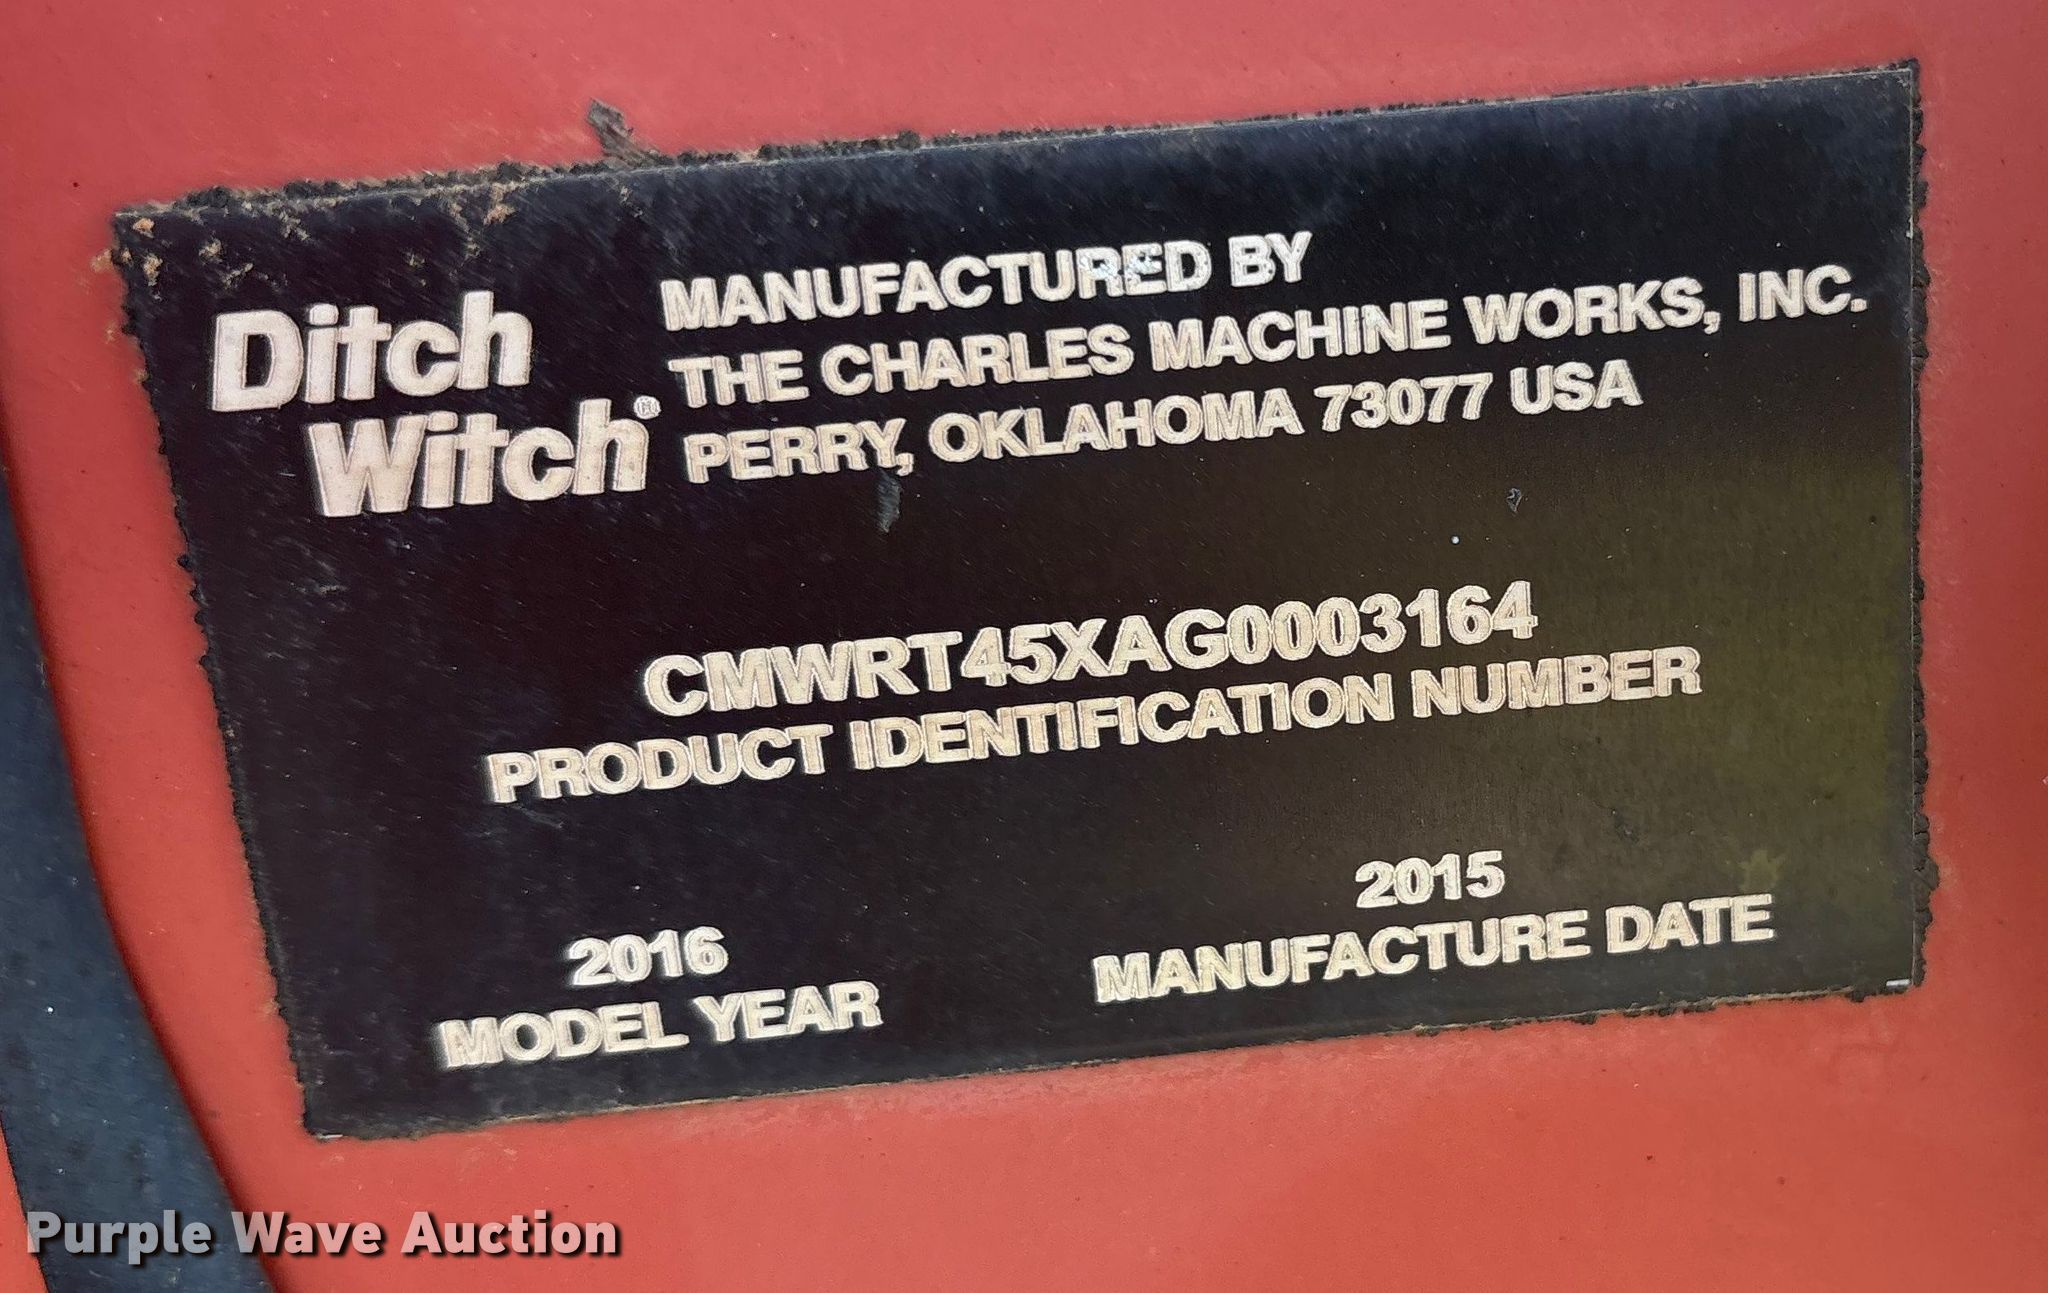 Ditch
Witch®
MANUFACTURED BY
THE CHARLES MACHINE WORKS, INC.
PERRY, OKLAHOMA 73077 USA
CMWRT45XAG0003164
PRODUCT IDENTIFICATION NUMBER
2016
MODEL YEAR
2015
MANUFACTURE DATE
Purple Wave Auction